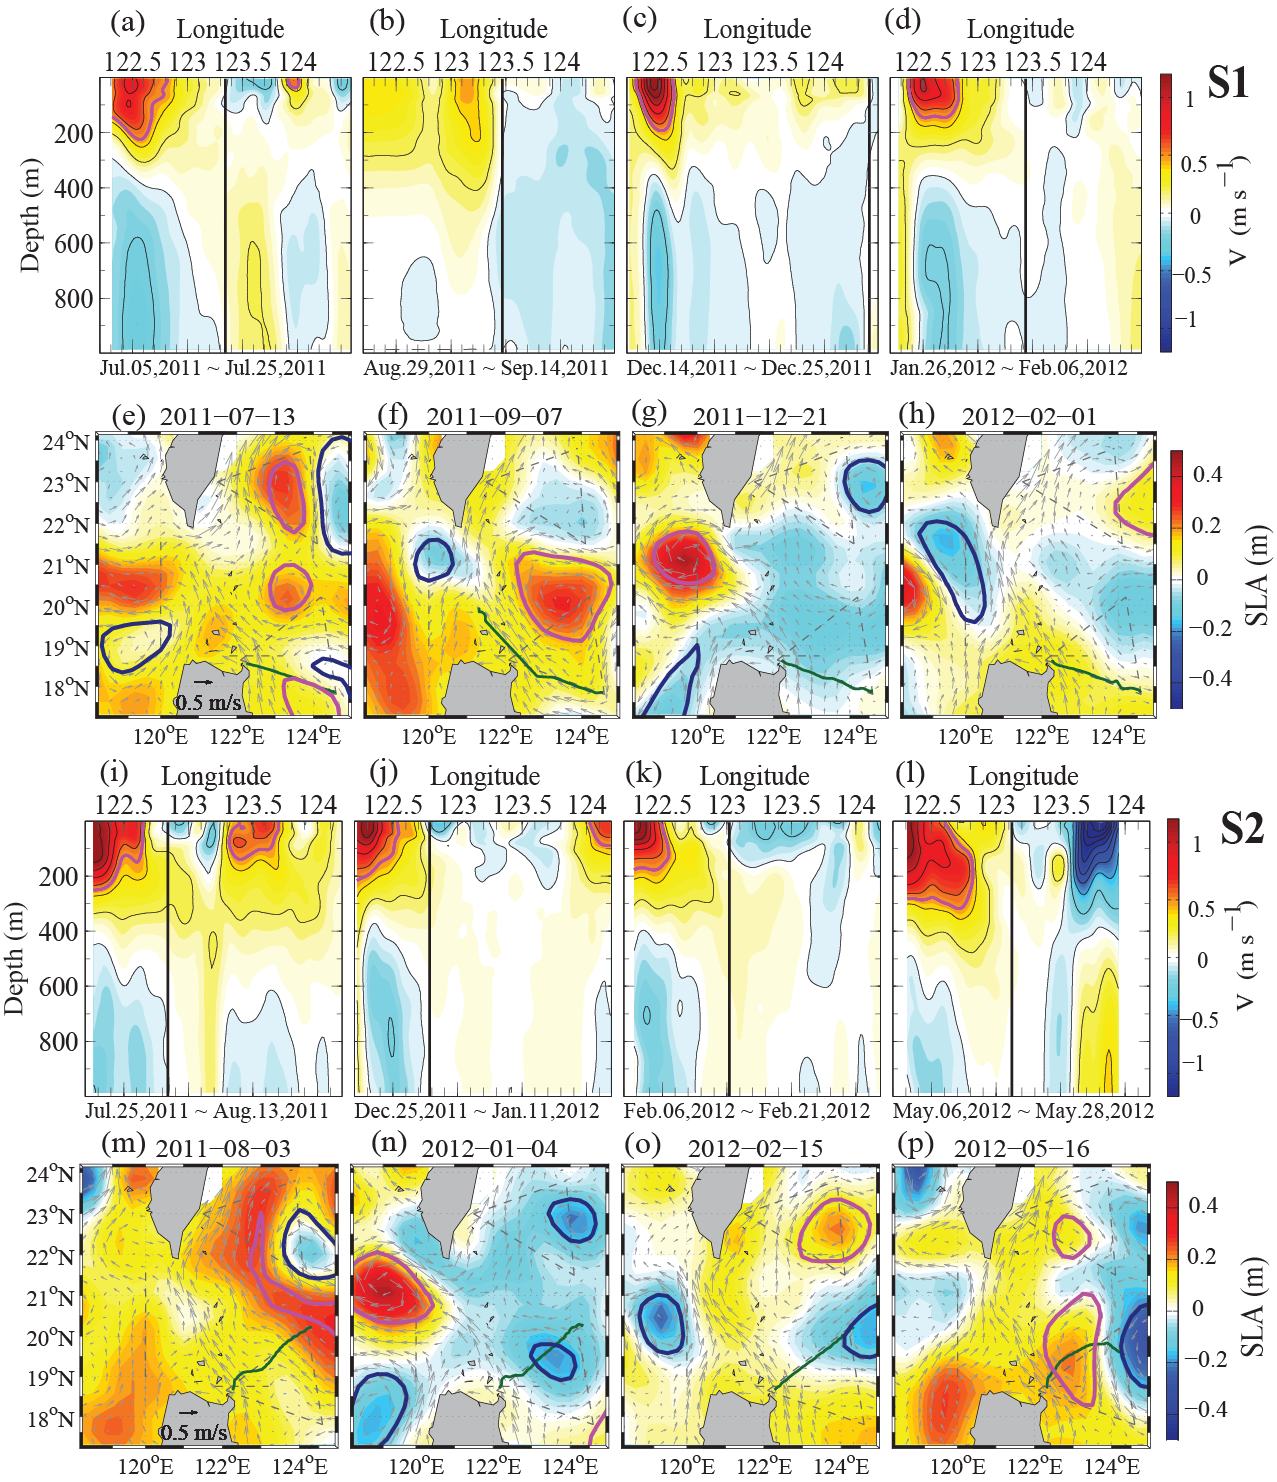 (a) (b) (c) (d)
Longitude Longitude Longitude Longitude
122.5 123 123.5 124 122.5 123 123.5 124 122.5 123 123.5 124 122.5 123 123.5 124
S1
Depth (m)
200
400
600
800
1
0.5
0
−0.5
−1
V (m s−1)
Jul.05,2011 ~ Jul.25,2011 Aug.29,2011 ~ Sep.14,2011 Dec.14,2011 ~ Dec.25,2011 Jan.26,2012 ~ Feb.06,2012
(e) 2011−07−13 (f) 2011−09−07 (g) 2011−12−21 (h) 2012−02−01
24°N
23°N
22°N
21°N
20°N
19°N
18°N
0.5 m/s
0.4
0.2
0
−0.2
−0.4
SLA (m)
120°E 122°E 124°E 120°E 122°E 124°E 120°E 122°E 124°E 120°E 122°E 124°E
(i) (j) (k) (l)
Longitude Longitude Longitude Longitude
122.5 123 123.5 124 122.5 123 123.5 124 122.5 123 123.5 124 122.5 123 123.5 124
S2
Depth (m)
200
400
600
800
1
0.5
0
−0.5
−1
V (m s−1)
Jul.25,2011 ~ Aug.13,2011 Dec.25,2011 ~ Jan.11,2012 Feb.06,2012 ~ Feb.21,2012 May.06,2012 ~ May.28,2012
(m) 2011−08−03 (n) 2012−01−04 (o) 2012−02−15 (p) 2012−05−16
24°N
23°N
22°N
21°N
20°N
19°N
18°N
0.5 m/s
0.4
0.2
0
−0.2
−0.4
SLA (m)
120°E 122°E 124°E 120°E 122°E 124°E 120°E 122°E 124°E 120°E 122°E 124°E